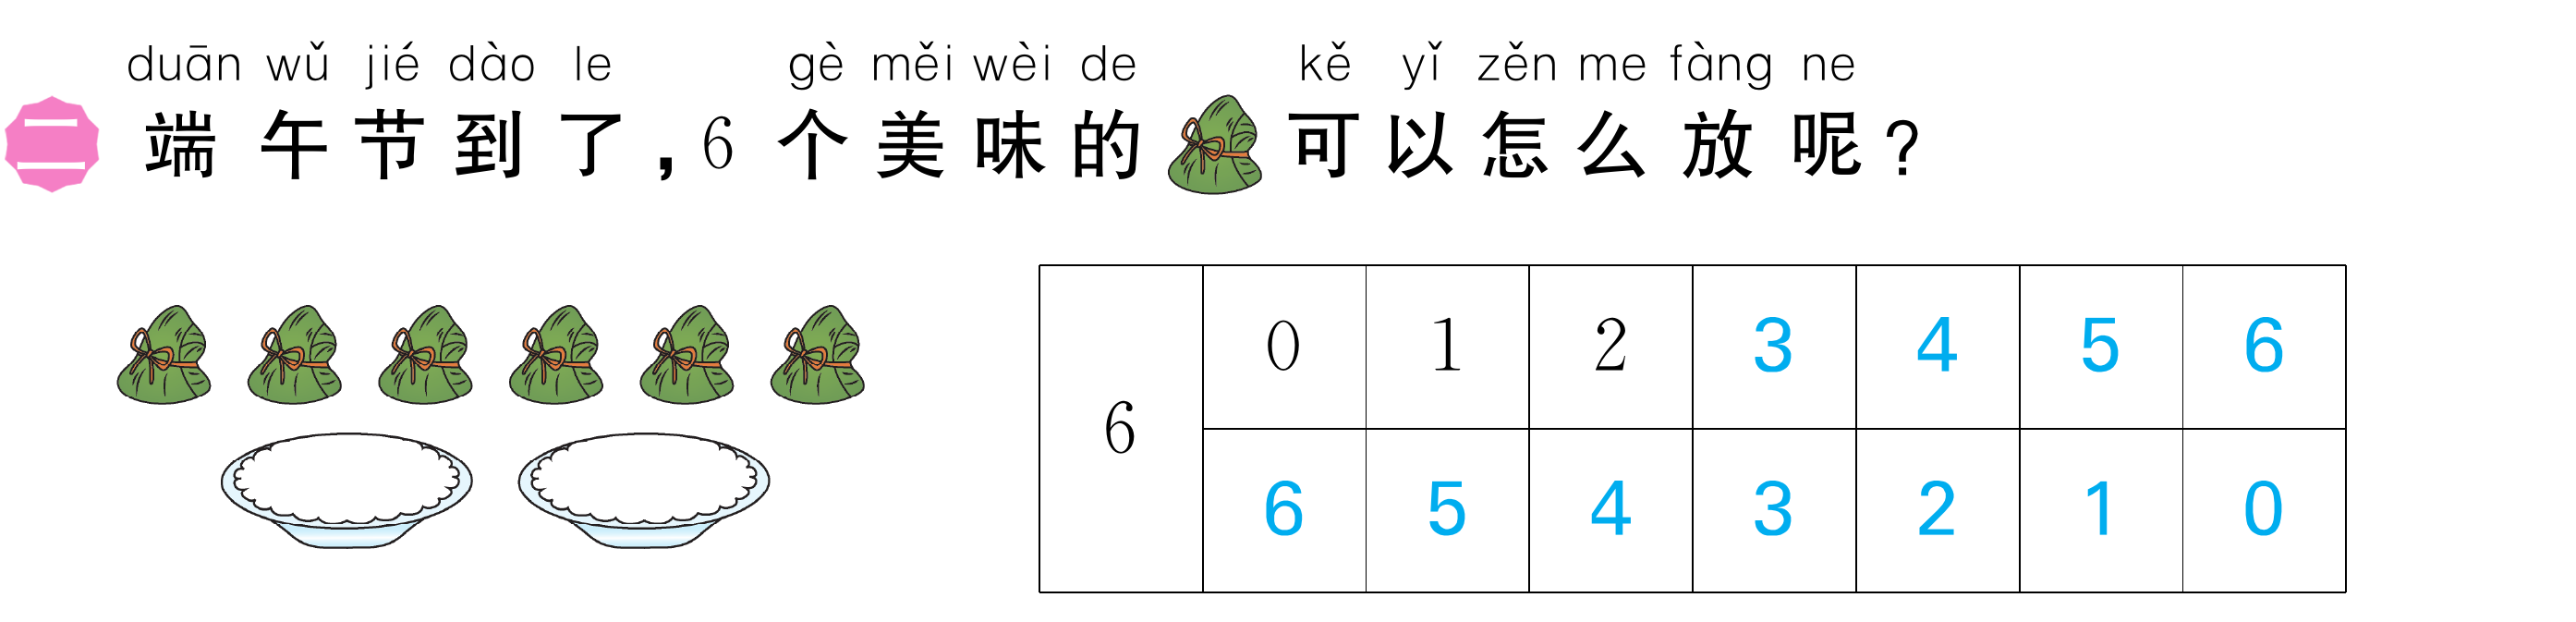 duān wǔ jié dào le gè měi wèi de kě yǐ zěn me fàng ne
二 端午节到了,6个美味的可以怎么放呢?
6 0 1 2 3 4 5 6
6 5 4 3 2 1 0